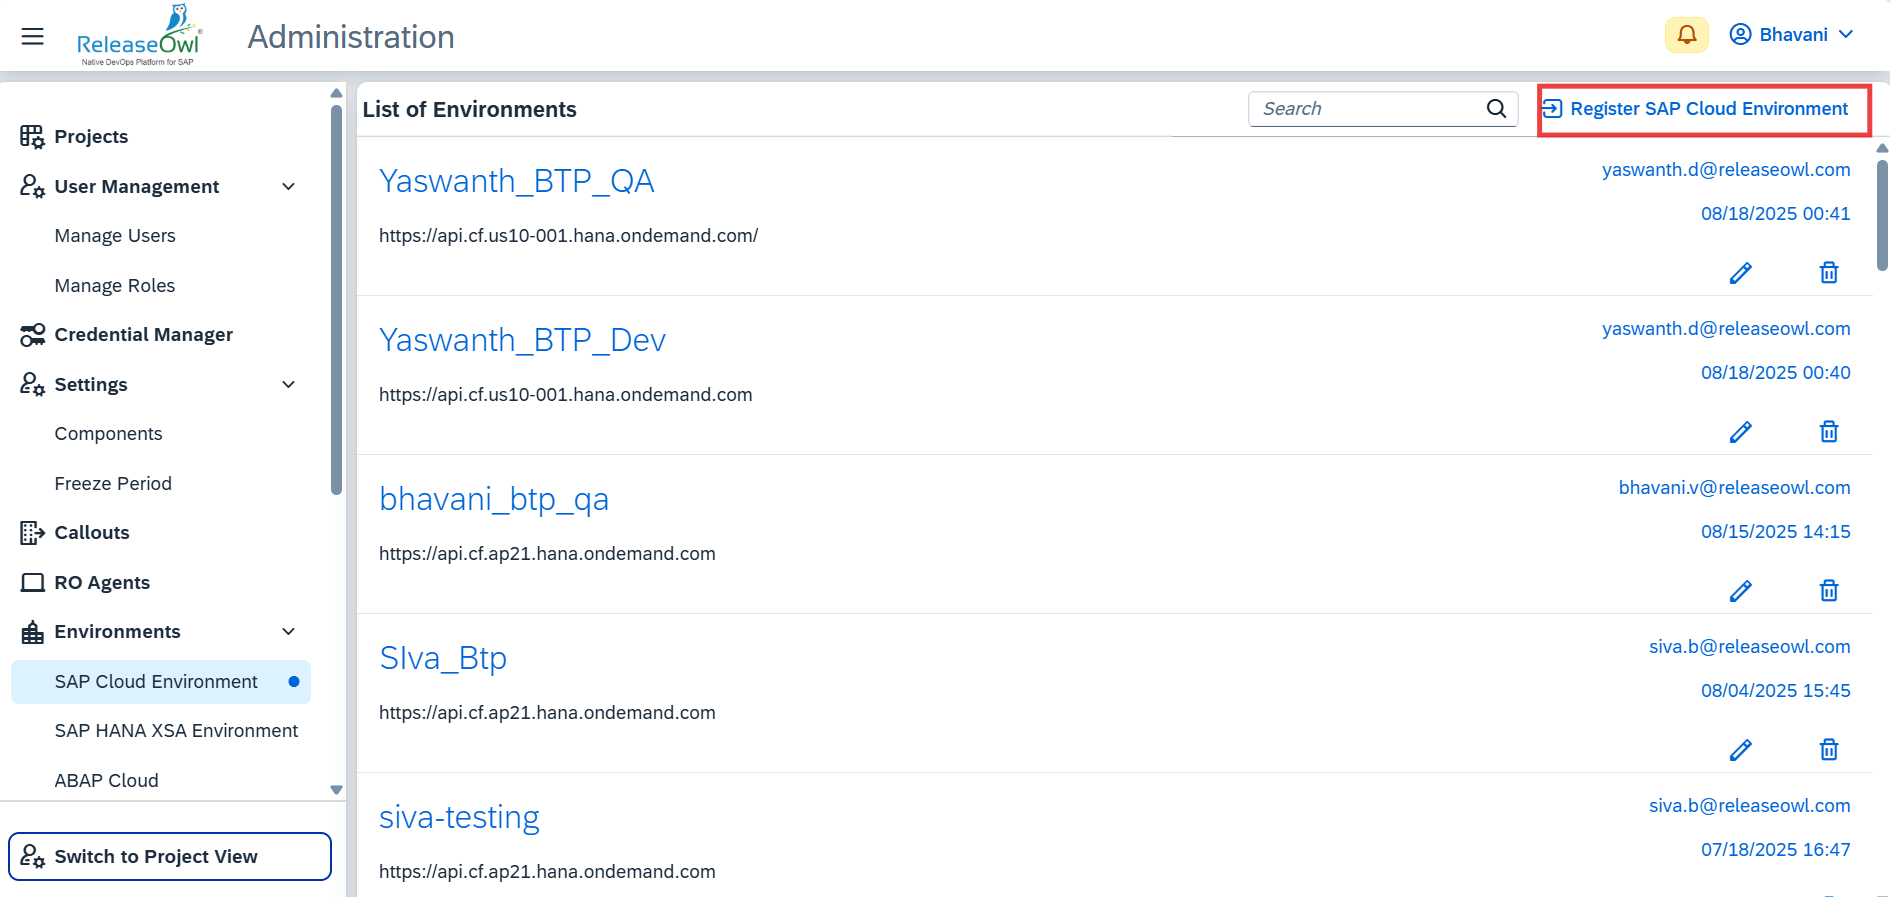 ReleaseOwl®
Native DevOps Platform for SAP
Administration
Bhavani
Projects
User Management
Manage Users
Manage Roles
Credential Manager
Settings
Components
Freeze Period
Callouts
RO Agents
Environments
SAP Cloud Environment
SAP HANA XSA Environment
ABAP Cloud
Switch to Project View
List of Environments
Search
Register SAP Cloud Environment
Yaswanth_BTP_QA
yaswanth.d@releaseowl.com
08/18/2025 00:41
https://api.cf.us10-001.hana.ondemand.com/
Yaswanth_BTP_Dev
yaswanth.d@releaseowl.com
08/18/2025 00:40
https://api.cf.us10-001.hana.ondemand.com
bhavani_btp_qa
bhavani.v@releaseowl.com
08/15/2025 14:15
https://api.cf.ap21.hana.ondemand.com
SIva_Btp
siva.b@releaseowl.com
08/04/2025 15:45
https://api.cf.ap21.hana.ondemand.com
siva-testing
siva.b@releaseowl.com
07/18/2025 16:47
https://api.cf.ap21.hana.ondemand.com